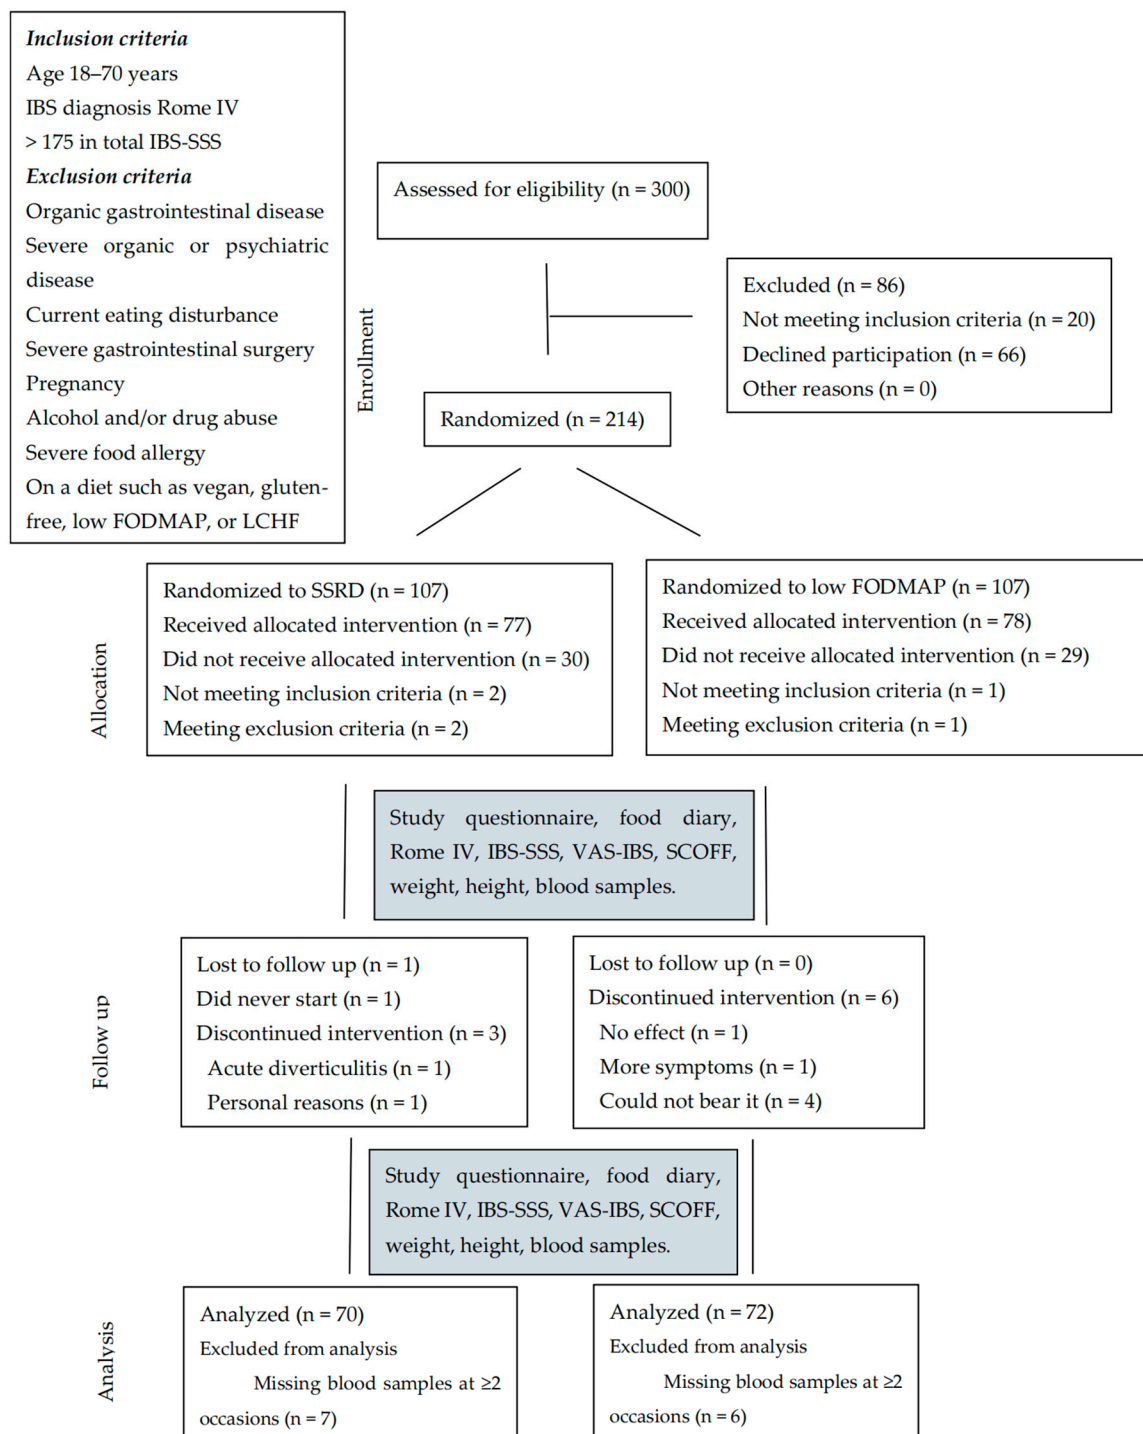 Inclusion criteria
Age 18–70 years
IBS diagnosis Rome IV
> 175 in total IBS-SSS
Exclusion criteria
Organic gastrointestinal disease
Severe organic or psychiatric
disease
Current eating disturbance
Severe gastrointestinal surgery
Pregnancy
Alcohol and/or drug abuse
Severe food allergy
On a diet such as vegan, gluten-
free, low FODMAP, or LCHF
Assessed for eligibility (n = 300)
Enrollment
Excluded (n = 86)
Not meeting inclusion criteria (n = 20)
Declined participation (n = 66)
Other reasons (n = 0)
Randomized (n = 214)
Allocation
Randomized to SSRD (n = 107)
Received allocated intervention (n = 77)
Did not receive allocated intervention (n = 30)
Not meeting inclusion criteria (n = 2)
Meeting exclusion criteria (n = 2)
Randomized to low FODMAP (n = 107)
Received allocated intervention (n = 78)
Did not receive allocated intervention (n = 29)
Not meeting inclusion criteria (n = 1)
Meeting exclusion criteria (n = 1)
Study questionnaire, food diary,
Rome IV, IBS-SSS, VAS-IBS, SCOFF,
weight, height, blood samples.
Follow up
Lost to follow up (n = 1)
Did never start (n = 1)
Discontinued intervention (n = 3)
Acute diverticulitis (n = 1)
Personal reasons (n = 1)
Lost to follow up (n = 0)
Discontinued intervention (n = 6)
No effect (n = 1)
More symptoms (n = 1)
Could not bear it (n = 4)
Study questionnaire, food diary,
Rome IV, IBS-SSS, VAS-IBS, SCOFF,
weight, height, blood samples.
Analysis
Analyzed (n = 70)
Excluded from analysis
Missing blood samples at ≥2
occasions (n = 7)
Analyzed (n = 72)
Excluded from analysis
Missing blood samples at ≥2
occasions (n = 6)